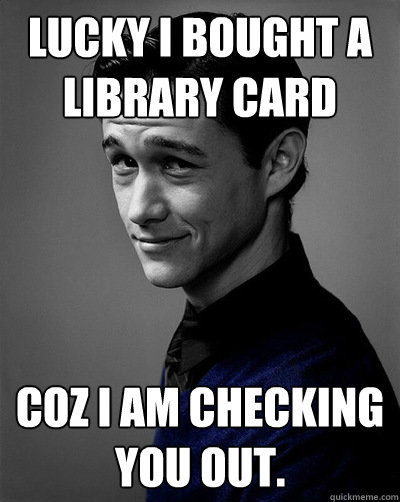 LUCKY I BOUGHT A
LIBRARY CARD
COZ I AM CHECKING
YOU OUT.
quickmeme.com